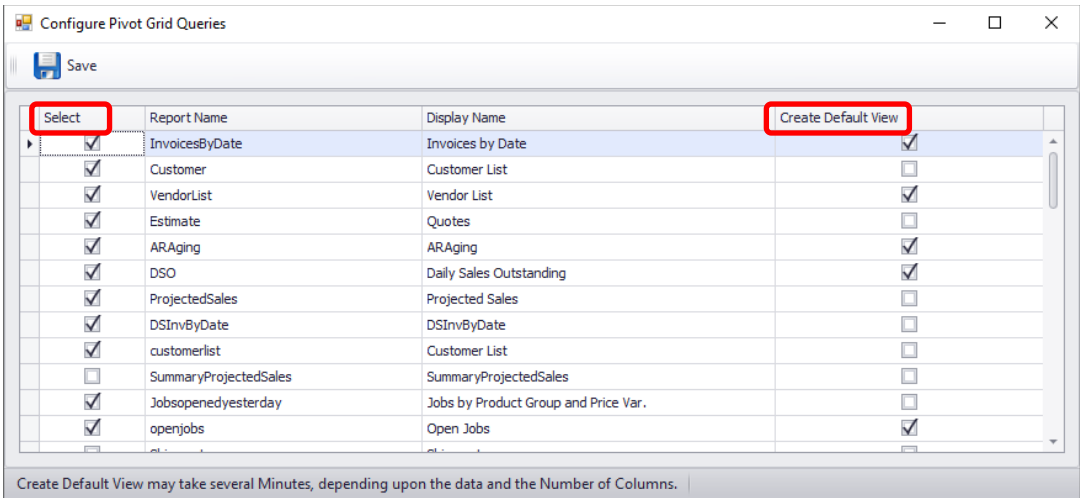 Configure Pivot Grid Queries
Save
Select Report Name Display Name Create Default View
InvoicesByDate Invoices by Date
Customer Customer List
VendorList Vendor List
Estimate Quotes
ARAging ARAging
DSO Daily Sales Outstanding
ProjectedSales Projected Sales
DSInvByDate DSInvByDate
customerlist Customer List
SummaryProjectedSales SummaryProjectedSales
Jobsopenedyesterday Jobs by Product Group and Price Var.
openjobs Open Jobs
Create Default View may take several Minutes, depending upon the data and the Number of Columns.